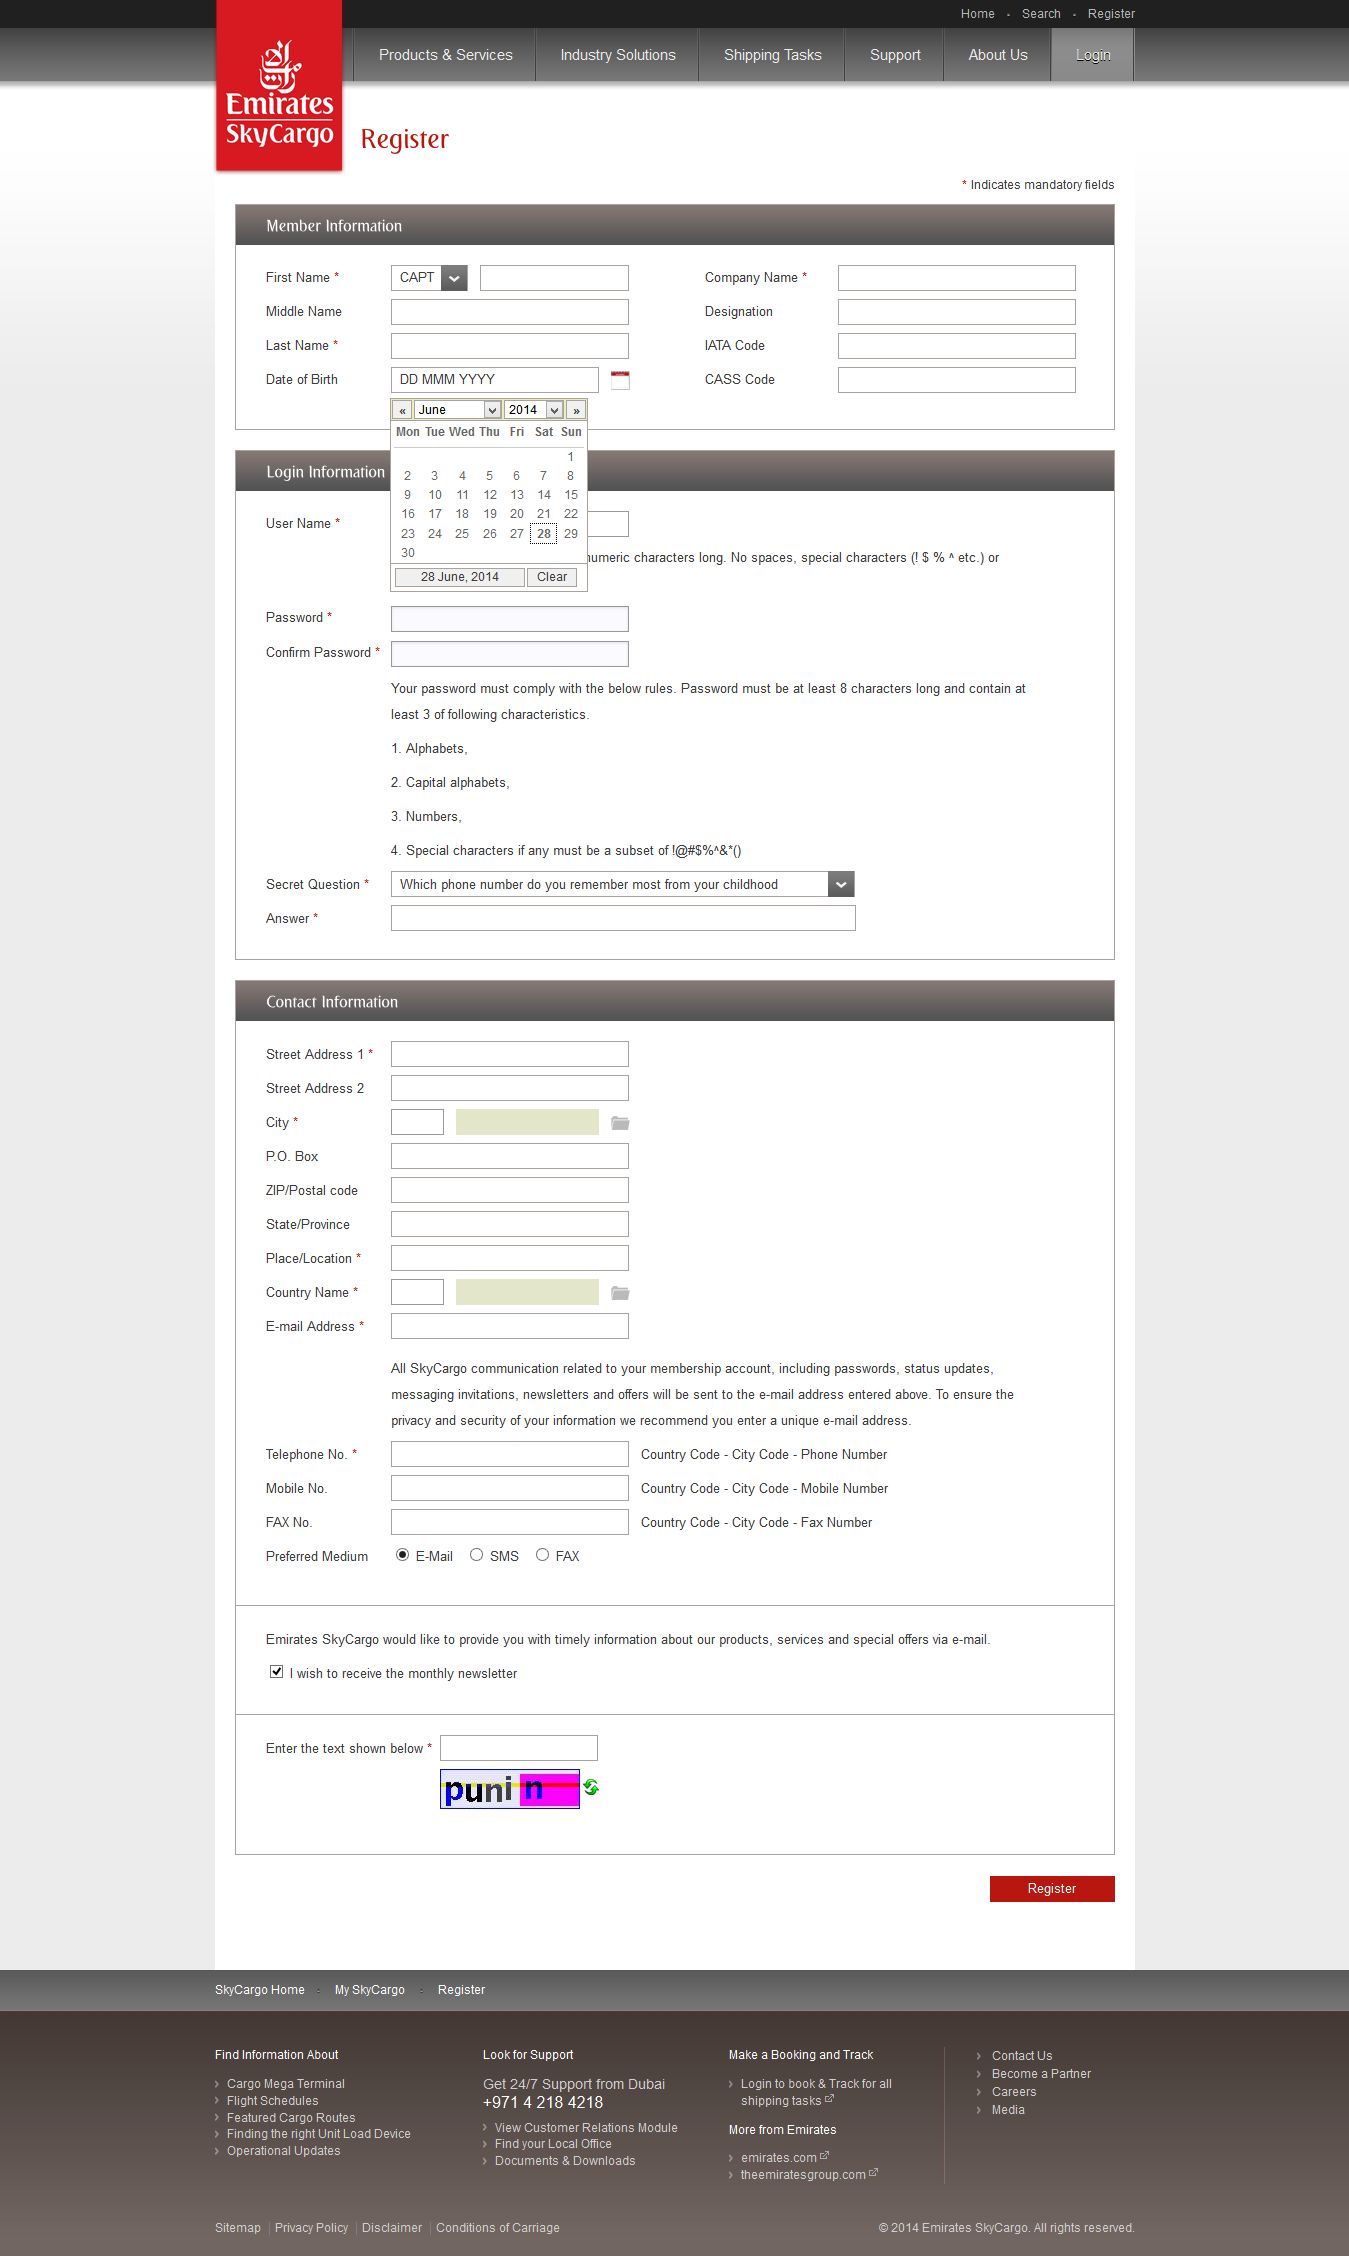 Home · Search · Register
Products & Services Industry Solutions Shipping Tasks Support About Us Login
Emirates
SkyCargo
Register
* Indicates mandatory fields
Member Information
First Name * CAPT Company Name *
Middle Name Designation
Last Name * IATA Code
Date of Birth DD MMM YYYY CASS Code
« June 2014 »
Mon Tue Wed Thu Fri Sat Sun
1
2 3 4 5 6 7 8
9 10 11 12 13 14 15
16 17 18 19 20 21 22
23 24 25 26 27 28 29
30
28 June, 2014 Clear
Login Information
User Name *
numeric characters long. No spaces, special characters (! $ % ^ etc.) or
Password *
Confirm Password *
Your password must comply with the below rules. Password must be at least 8 characters long and contain at
least 3 of following characteristics.
1. Alphabets,
2. Capital alphabets,
3. Numbers,
4. Special characters if any must be a subset of !@#$%^&*()
Secret Question * Which phone number do you remember most from your childhood
Answer *
Contact Information
Street Address 1 *
Street Address 2
City *
P.O. Box
ZIP/Postal code
State/Province
Place/Location *
Country Name *
E-mail Address *
All SkyCargo communication related to your membership account, including passwords, status updates,
messaging invitations, newsletters and offers will be sent to the e-mail address entered above. To ensure the
privacy and security of your information we recommend you enter a unique e-mail address.
Telephone No. * Country Code - City Code - Phone Number
Mobile No. Country Code - City Code - Mobile Number
FAX No. Country Code - City Code - Fax Number
Preferred Medium E-Mail SMS FAX
Emirates SkyCargo would like to provide you with timely information about our products, services and special offers via e-mail.
I wish to receive the monthly newsletter
Enter the text shown below *
punin
Register
SkyCargo Home · My SkyCargo · Register
Find Information About
Cargo Mega Terminal
Flight Schedules
Featured Cargo Routes
Finding the right Unit Load Device
Operational Updates
Look for Support
Get 24/7 Support from Dubai
+971 4 218 4218
View Customer Relations Module
Find your Local Office
Documents & Downloads
Make a Booking and Track
Login to book & Track for all
shipping tasks
More from Emirates
emirates.com
theemiratesgroup.com
Contact Us
Become a Partner
Careers
Media
Sitemap | Privacy Policy | Disclaimer | Conditions of Carriage
© 2014 Emirates SkyCargo. All rights reserved.